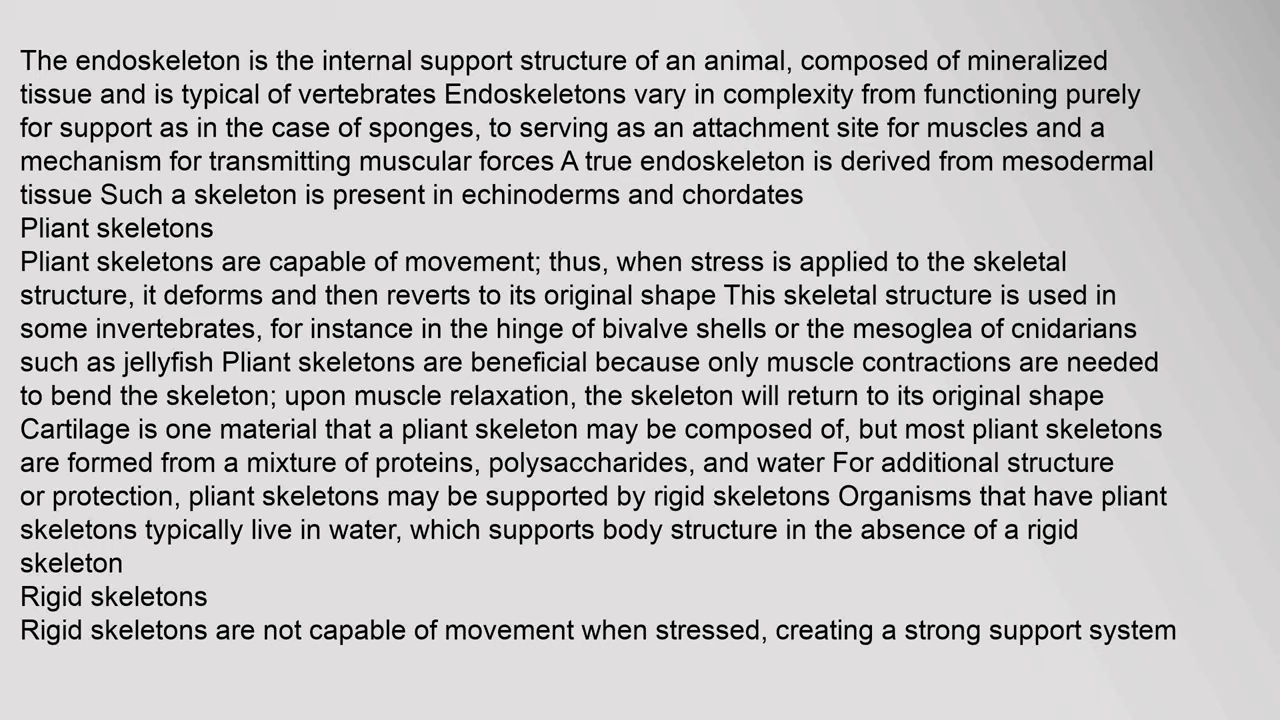 The endoskeleton is the internal support structure of an animal, composed of mineralized
tissue and is typical of vertebrates Endoskeletons vary in complexity from functioning purely
for support as in the case of sponges, to serving as an attachment site for muscles and a
mechanism for transmitting muscular forces A true endoskeleton is derived from mesodermal
tissue Such a skeleton is present in echinoderms and chordates
Pliant skeletons
Pliant skeletons are capable of movement; thus, when stress is applied to the skeletal
structure, it deforms and then reverts to its original shape This skeletal structure is used in
some invertebrates, for instance in the hinge of bivalve shells or the mesoglea of cnidarians
such as jellyfish Pliant skeletons are beneficial because only muscle contractions are needed
to bend the skeleton; upon muscle relaxation, the skeleton will return to its original shape
Cartilage is one material that a pliant skeleton may be composed of, but most pliant skeletons
are formed from a mixture of proteins, polysaccharides, and water For additional structure
or protection, pliant skeletons may be supported by rigid skeletons Organisms that have pliant
skeletons typically live in water, which supports body structure in the absence of a rigid
skeleton
Rigid skeletons
Rigid skeletons are not capable of movement when stressed, creating a strong support system